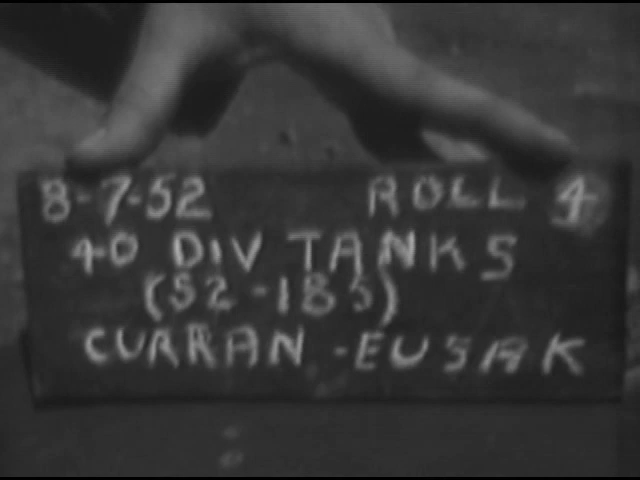 8-7-52 ROLL 4
40 DIV TANKS
(52-185)
CURRAN - EUSAK